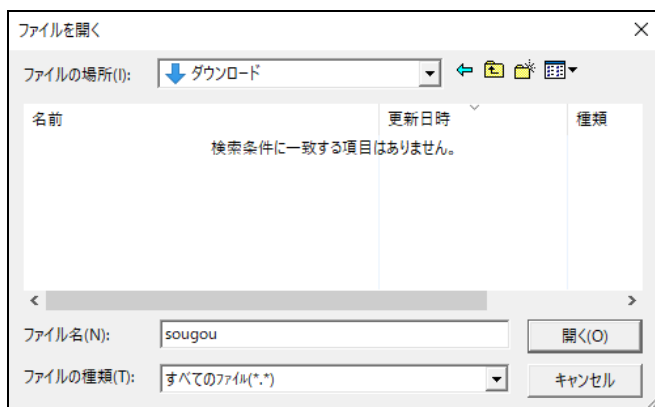 ファイルを開く
ファイルの場所(I):
ダウンロード
名前
更新日時
種類
検索条件に一致する項目はありません。
ファイル名(N):
sougou
開く(O)
ファイルの種類(T):
すべてのファイル(*.*)
キャンセル